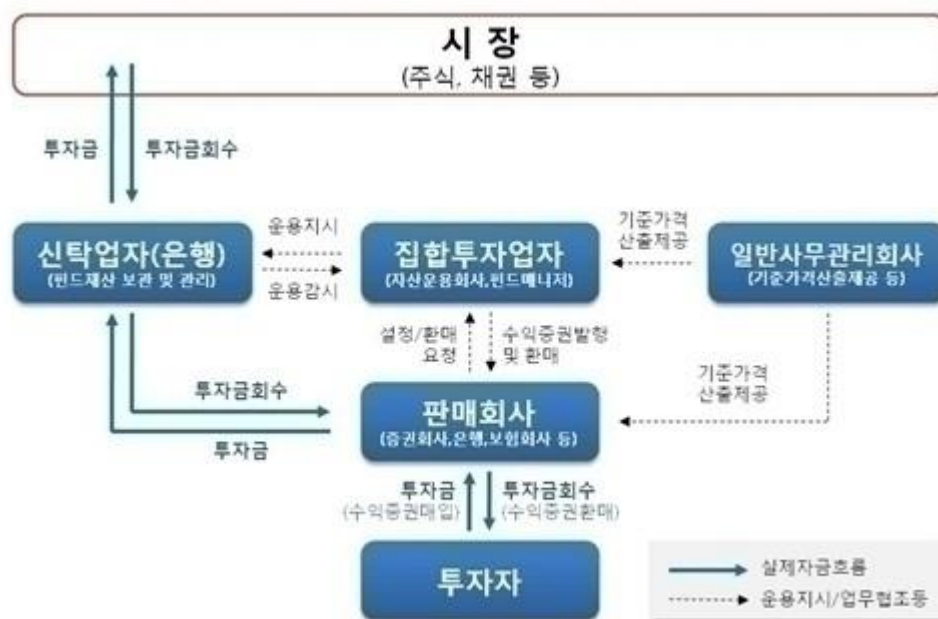 시 장
(주식, 채권 등)
투자금
투자금회수
신탁업자(은행)
(펀드재산 보관 및 관리)
운용지시
운용감시
집합투자업자
(자산운용회사,펀드매니저)
기준가격
산출제공
일반사무관리회사
(기준가격산출제공 등)
설정/환매
요청
수익증권발행
및 환매
기준가격
산출제공
투자금회수
투자금
판매회사
(증권회사,은행,보험회사 등)
투자금
(수익증권매입)
투자금회수
(수익증권환매)
투자자
실제자금흐름
운용지시/업무협조등